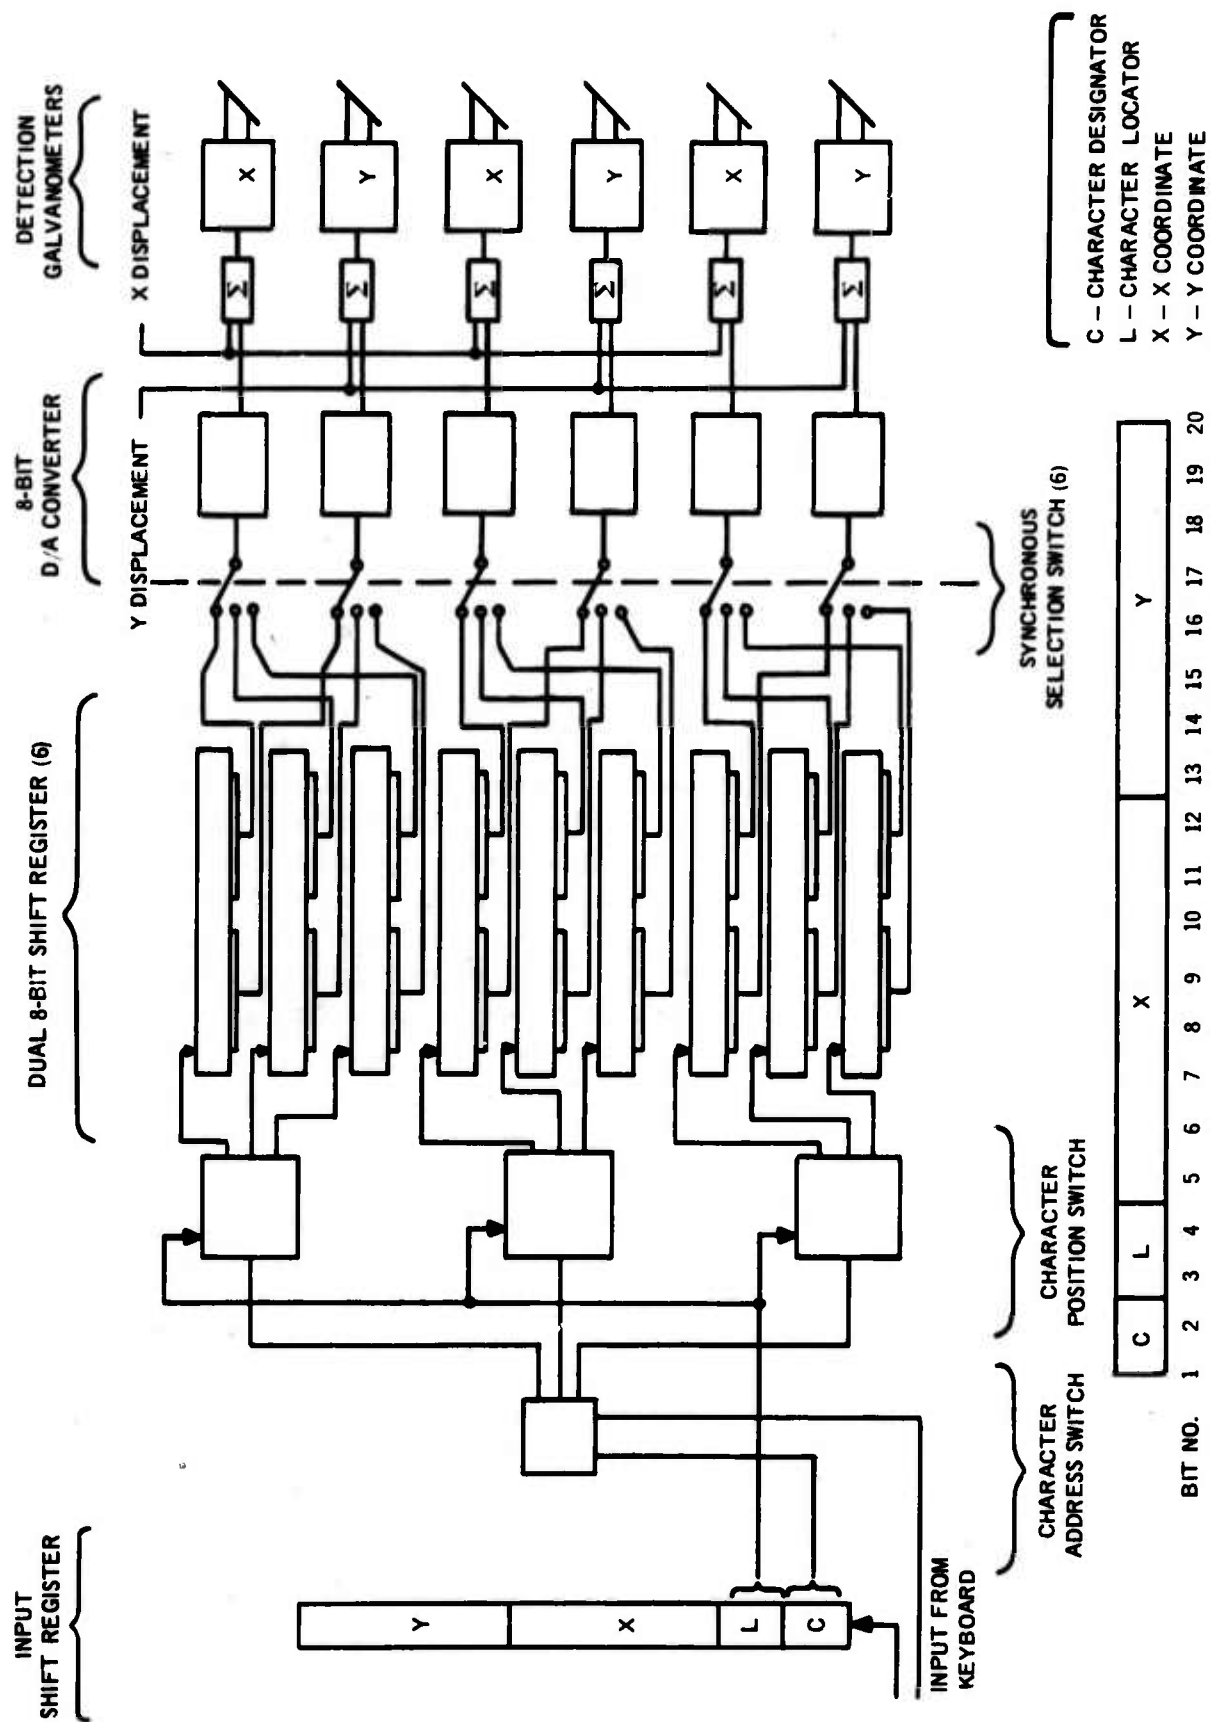 INPUT
SHIFT REGISTER
DUAL 8-BIT SHIFT REGISTER (6)
8-BIT
D/A CONVERTER
DETECTION
GALVANOMETERS
Y DISPLACEMENT
X DISPLACEMENT
Σ
X
Σ
Y
Σ
X
Σ
Y
Σ
X
Σ
Y
Y
X
L
C
INPUT FROM
KEYBOARD
CHARACTER
ADDRESS SWITCH
CHARACTER
POSITION SWITCH
SYNCHRONOUS
SELECTION SWITCH (6)
C – CHARACTER DESIGNATOR
L – CHARACTER LOCATOR
X – X COORDINATE
Y – Y COORDINATE
C L X Y
BIT NO. 1 2 3 4 5 6 7 8 9 10 11 12 13 14 15 16 17 18 19 20